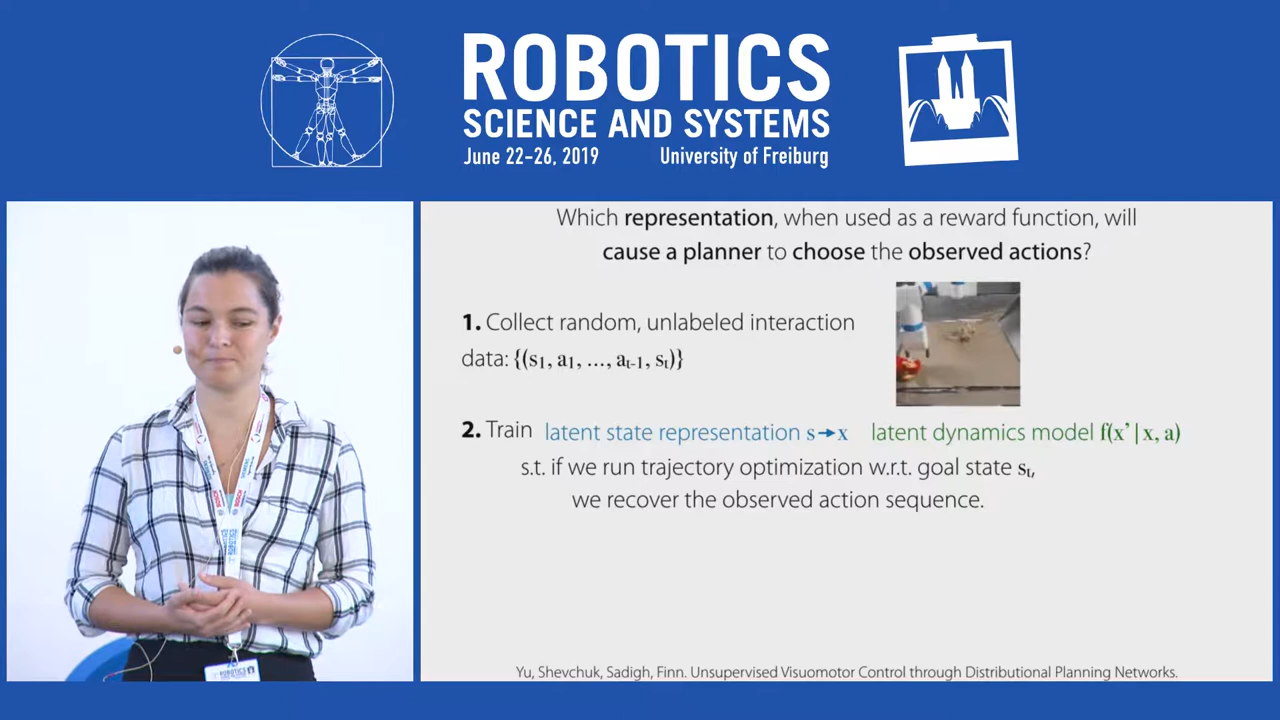 ROBOTICS
SCIENCE AND SYSTEMS
June 22-26, 2019 University of Freiburg
Which representation, when used as a reward function, will
cause a planner to choose the observed actions?
1. Collect random, unlabeled interaction
data: {(s1, a1, ..., at-1, st)}
2. Train latent state representation s→x latent dynamics model f(x’|x, a)
s.t. if we run trajectory optimization w.r.t. goal state st,
we recover the observed action sequence.
Yu, Shevchuk, Sadigh, Finn. Unsupervised Visuomotor Control through Distributional Planning Networks.
BOSCH
ROBOTICS